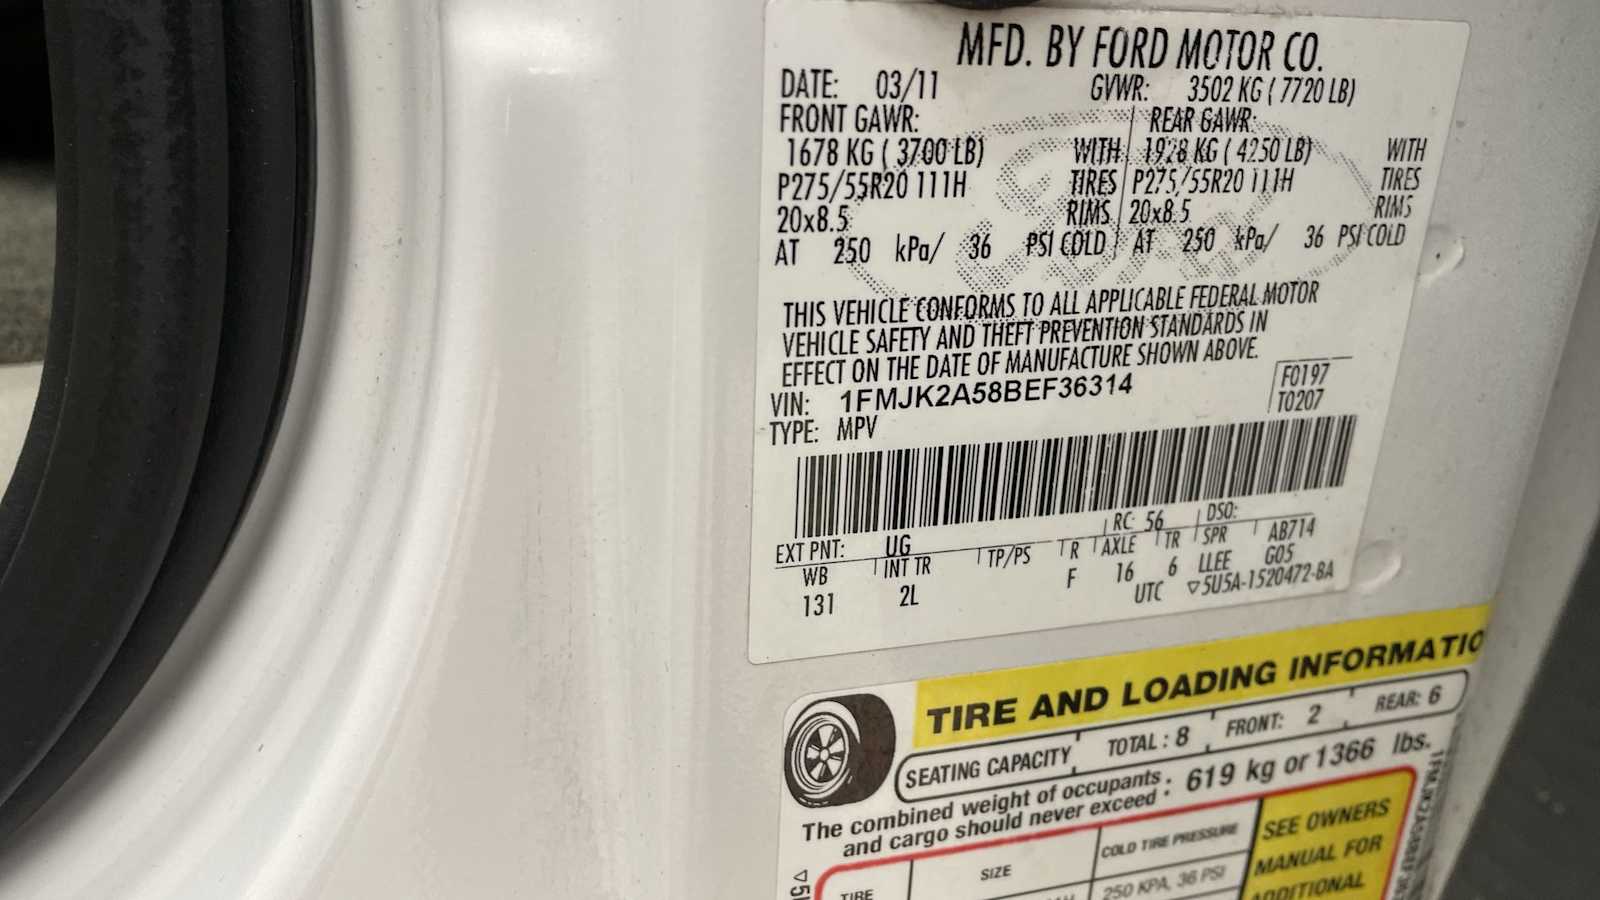 MFD. BY FORD MOTOR CO.
DATE: 03/11 GVWR: 3502 KG ( 7720 LB)
FRONT GAWR: REAR GAWR:
1678 KG ( 3700 LB) WITH 1928 KG ( 4250 LB) WITH
P275/55R20 111H TIRES P275/55R20 111H TIRES
20x8.5 RIMS 20x8.5 RIMS
AT 250 kPa/ 36 PSI COLD AT 250 kPa/ 36 PSI COLD
Ford
THIS VEHICLE CONFORMS TO ALL APPLICABLE FEDERAL MOTOR
VEHICLE SAFETY AND THEFT PREVENTION STANDARDS IN
EFFECT ON THE DATE OF MANUFACTURE SHOWN ABOVE.
VIN: 1FMJK2A58BEF36314 F0197
TYPE: MPV T0207
EXT PNT: UG RC: 56 DSO:
WB INT TR TP/PS R AXLE TR SPR AB714
131 2L F 16 6 LLEE G05
UTC ▽5U5A-1520472-BA
TIRE AND LOADING INFORMATIO
SEATING CAPACITY TOTAL : 8 FRONT: 2 REAR: 6
The combined weight of occupants
and cargo should never exceed : 619 kg or 1366 lbs.
TIRE SIZE COLD TIRE PRESSURE SEE OWNERS
250 KPA, 36 PSI MANUAL FOR
ADDITIONAL